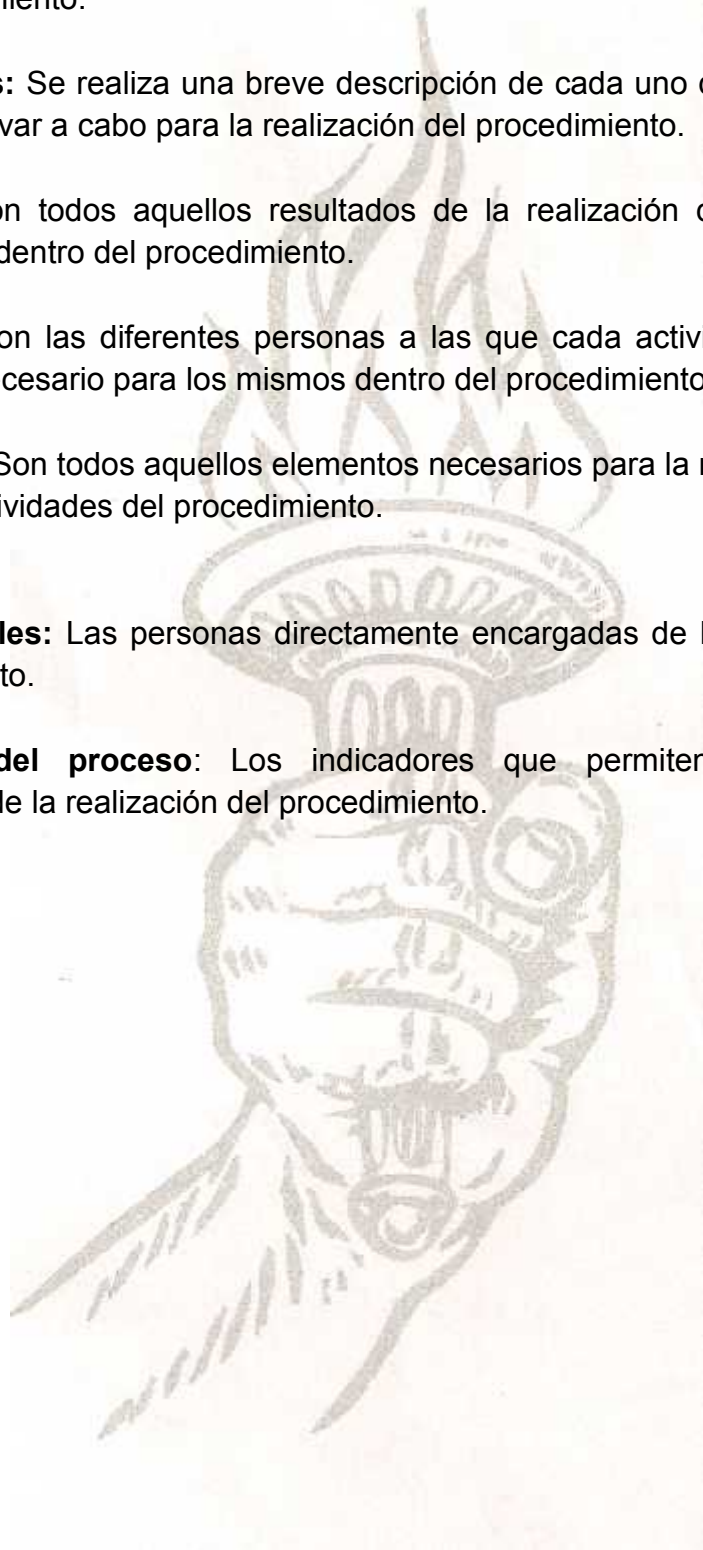 miento.
s: Se realiza una breve descripción de cada uno
var a cabo para la realización del procedimiento.
on todos aquellos resultados de la realización
dentro del procedimiento.
on las diferentes personas a las que cada activi
cesario para los mismos dentro del procedimiento
Son todos aquellos elementos necesarios para la
ividades del procedimiento.
les: Las personas directamente encargadas de
to.
del proceso: Los indicadores que permiten
de la realización del procedimiento.